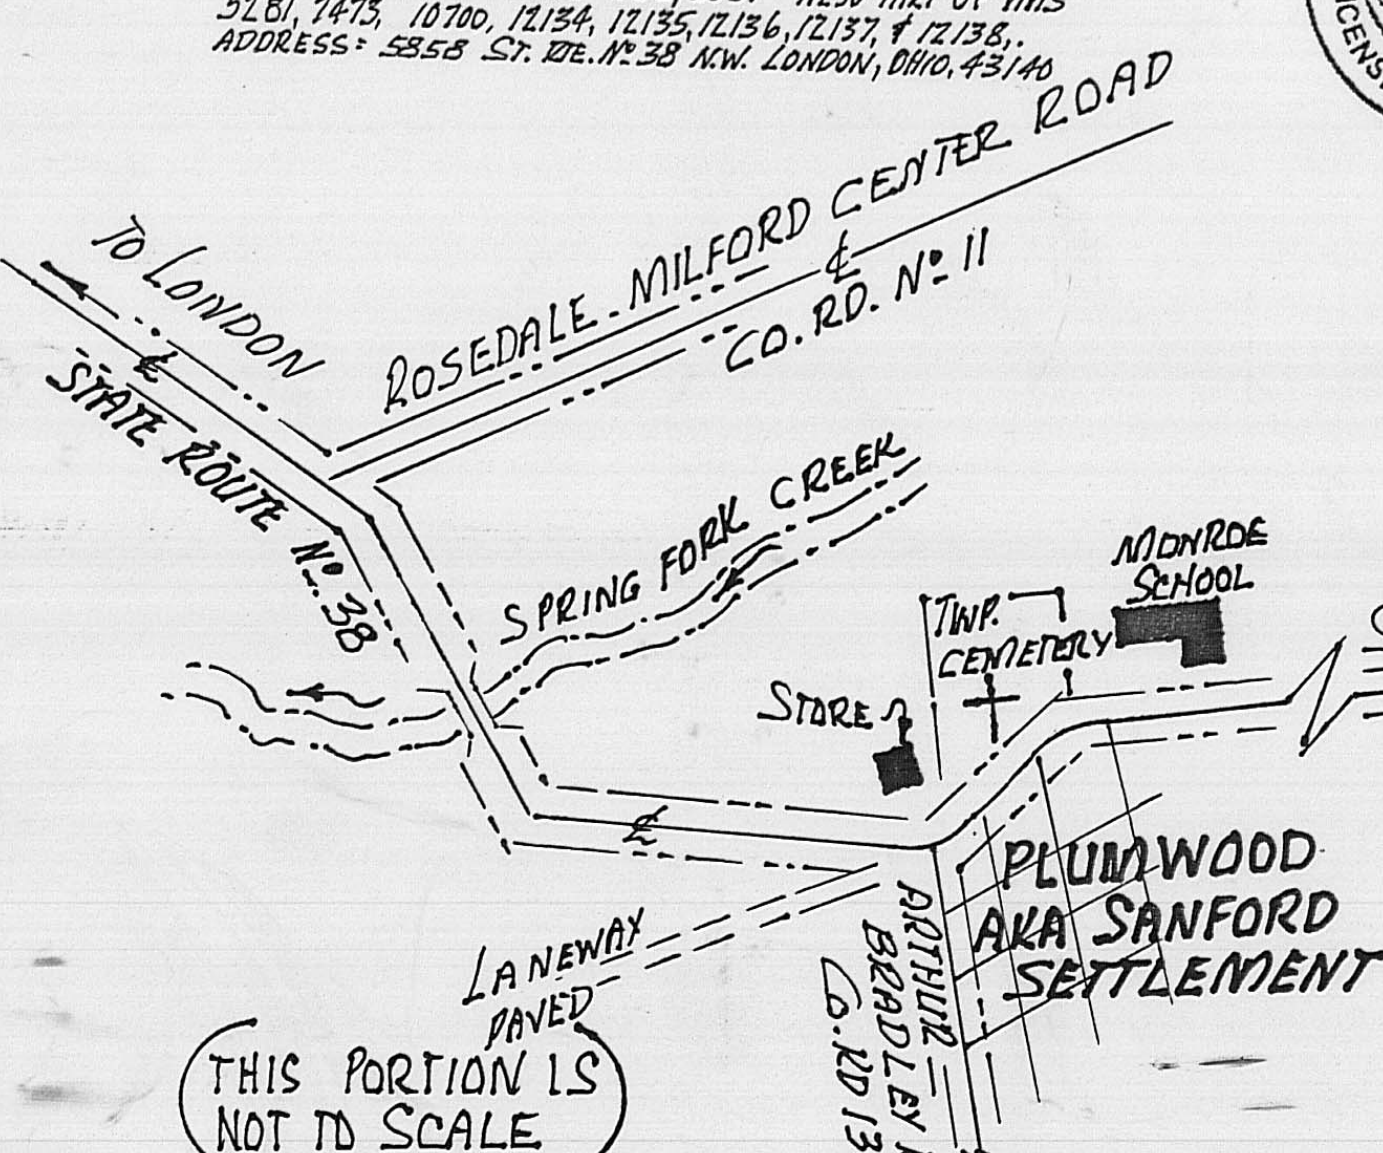 5281, 7473, 10700, 12134, 12135, 12136, 12137, & 12138,.
ADDRESS: 5858 ST. RTE. Nº 38 N.W. LONDON, OHIO, 43140
TO LONDON
ROSEDALE - MILFORD CENTER ROAD
℄
CO. RD. Nº 11
℄
STATE ROUTE Nº 38
SPRING FORK CREEK
MONROE
SCHOOL
TWP.
CEMETERY
STORE
℄
PLUMWOOD
AKA SANFORD
SETTLEMENT
LANEWAY
PAVED
ARTHUR
BRADLEY
CO. RD 13
THIS PORTION IS
NOT TO SCALE